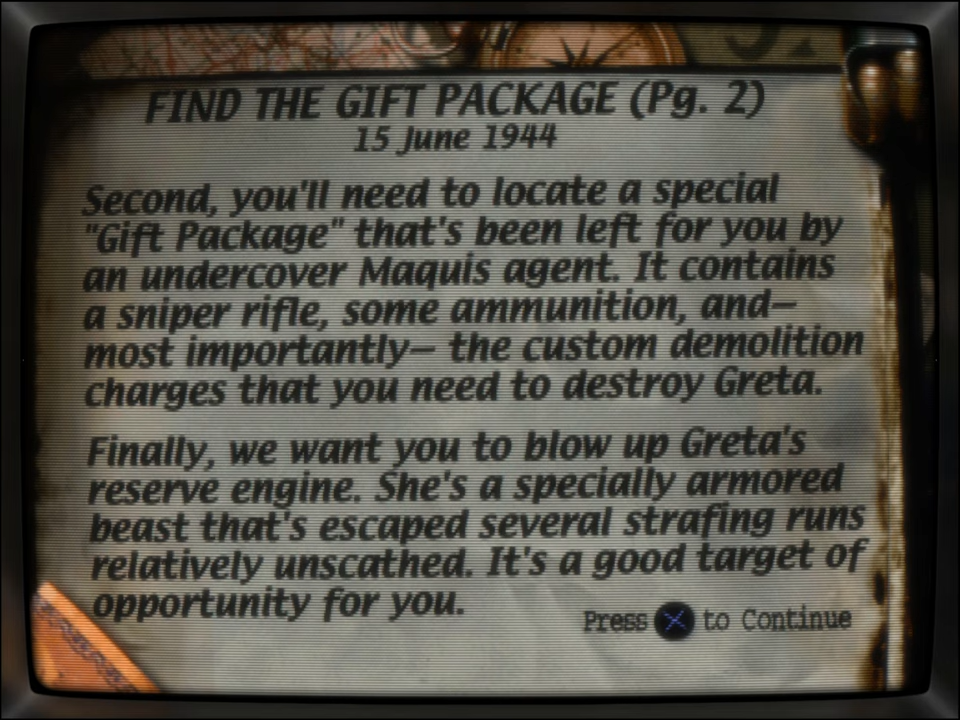 FIND THE GIFT PACKAGE (Pg. 2)
15 June 1944
Second, you'll need to locate a special
"Gift Package" that's been left for you by
an undercover Maquis agent. It contains
a sniper rifle, some ammunition, and—
most importantly— the custom demolition
charges that you need to destroy Greta.
Finally, we want you to blow up Greta's
reserve engine. She's a specially armored
beast that's escaped several strafing runs
relatively unscathed. It's a good target of
opportunity for you.
Press X to Continue